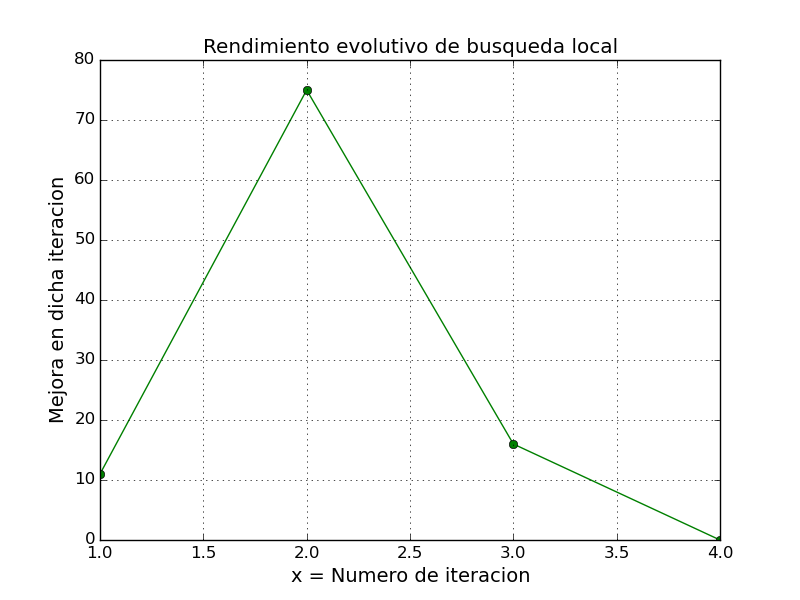 Rendimiento evolutivo de busqueda local
80
70
60
50
40
30
20
10
0
Mejora en dicha iteracion
1.0 1.5 2.0 2.5 3.0 3.5 4.0
x = Numero de iteracion